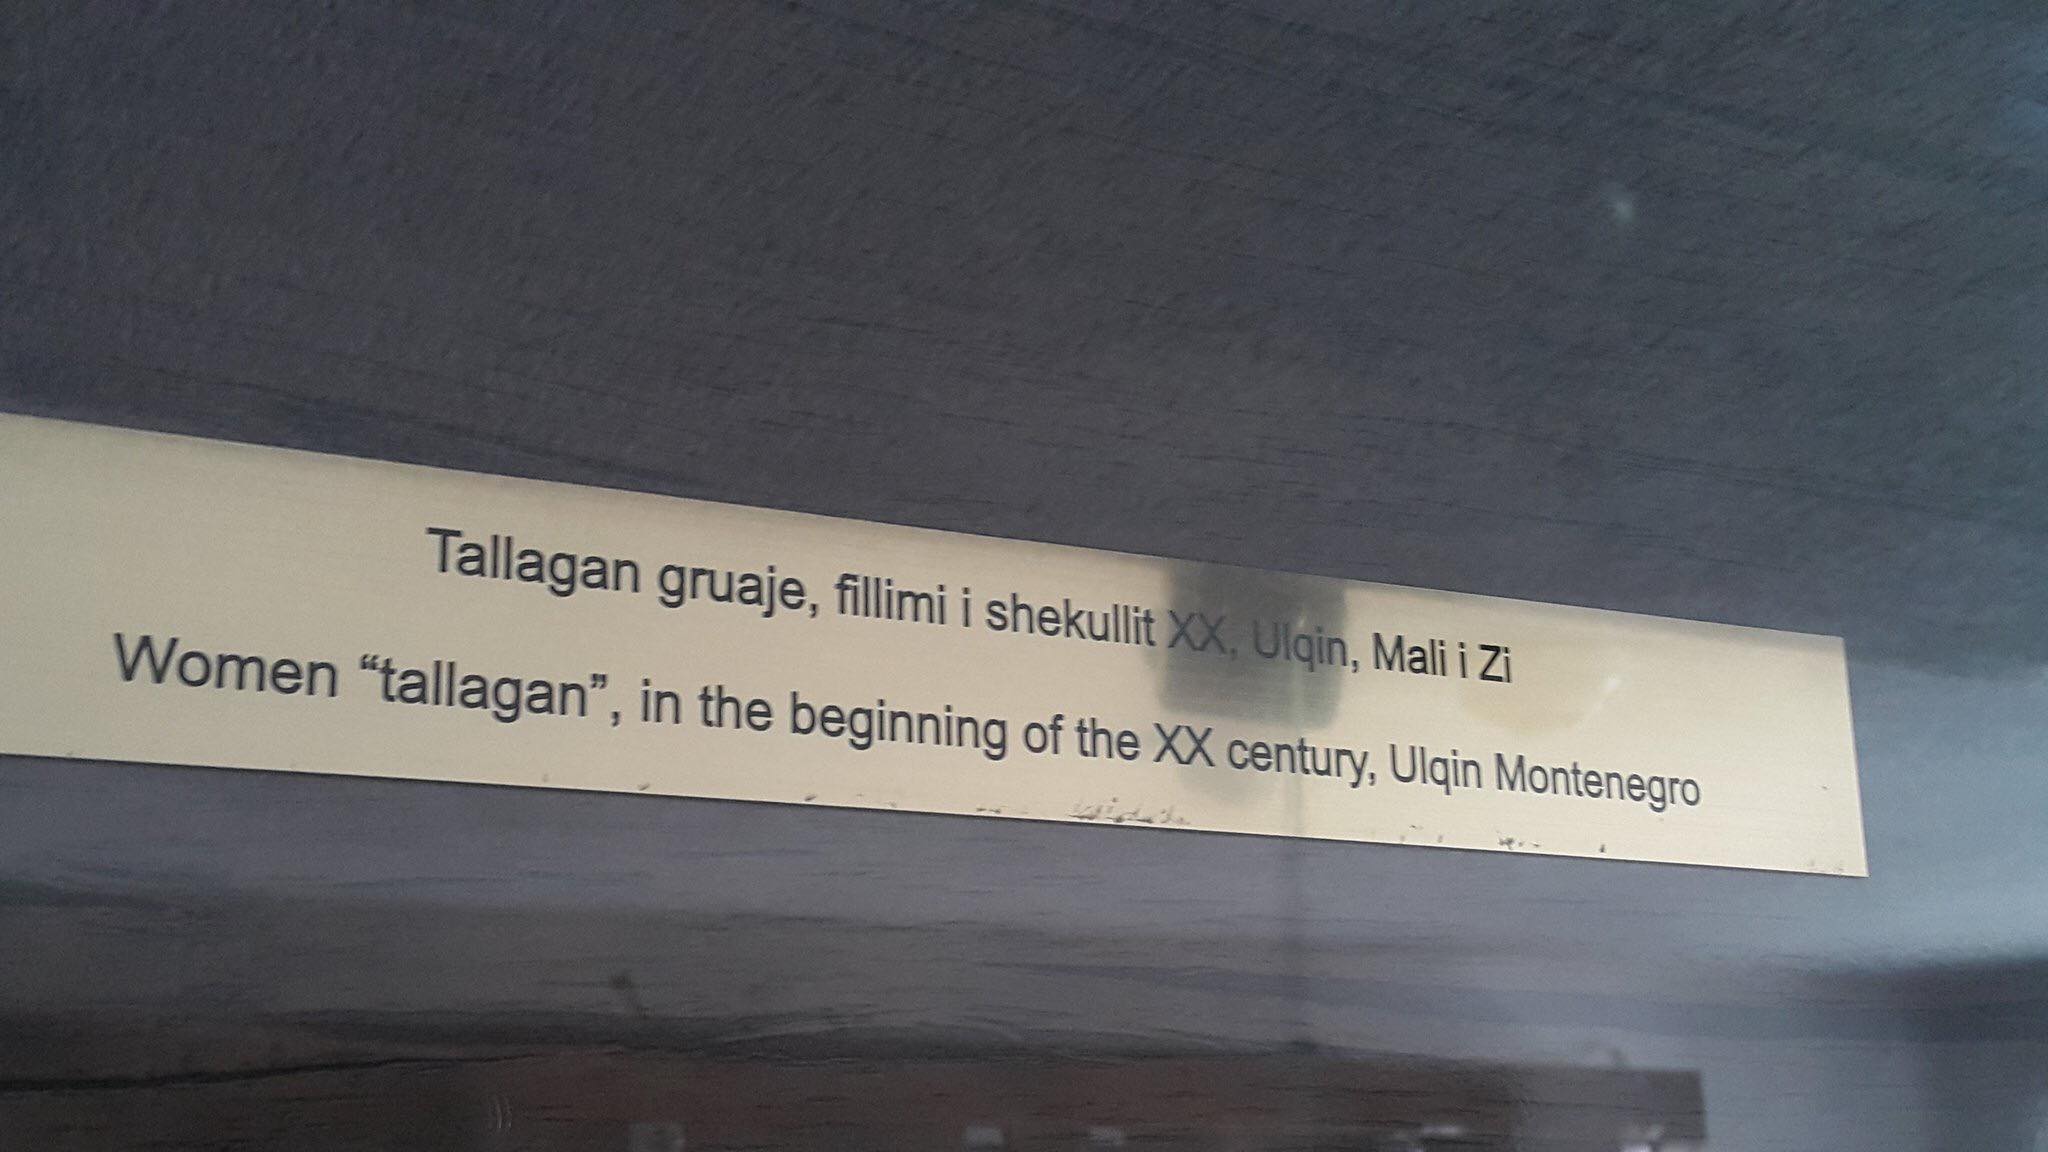 Tallagan gruaje, fillimi i shekullit XX, Ulqin, Mali i Zi
Women “tallagan”, in the beginning of the XX century, Ulqin Montenegro